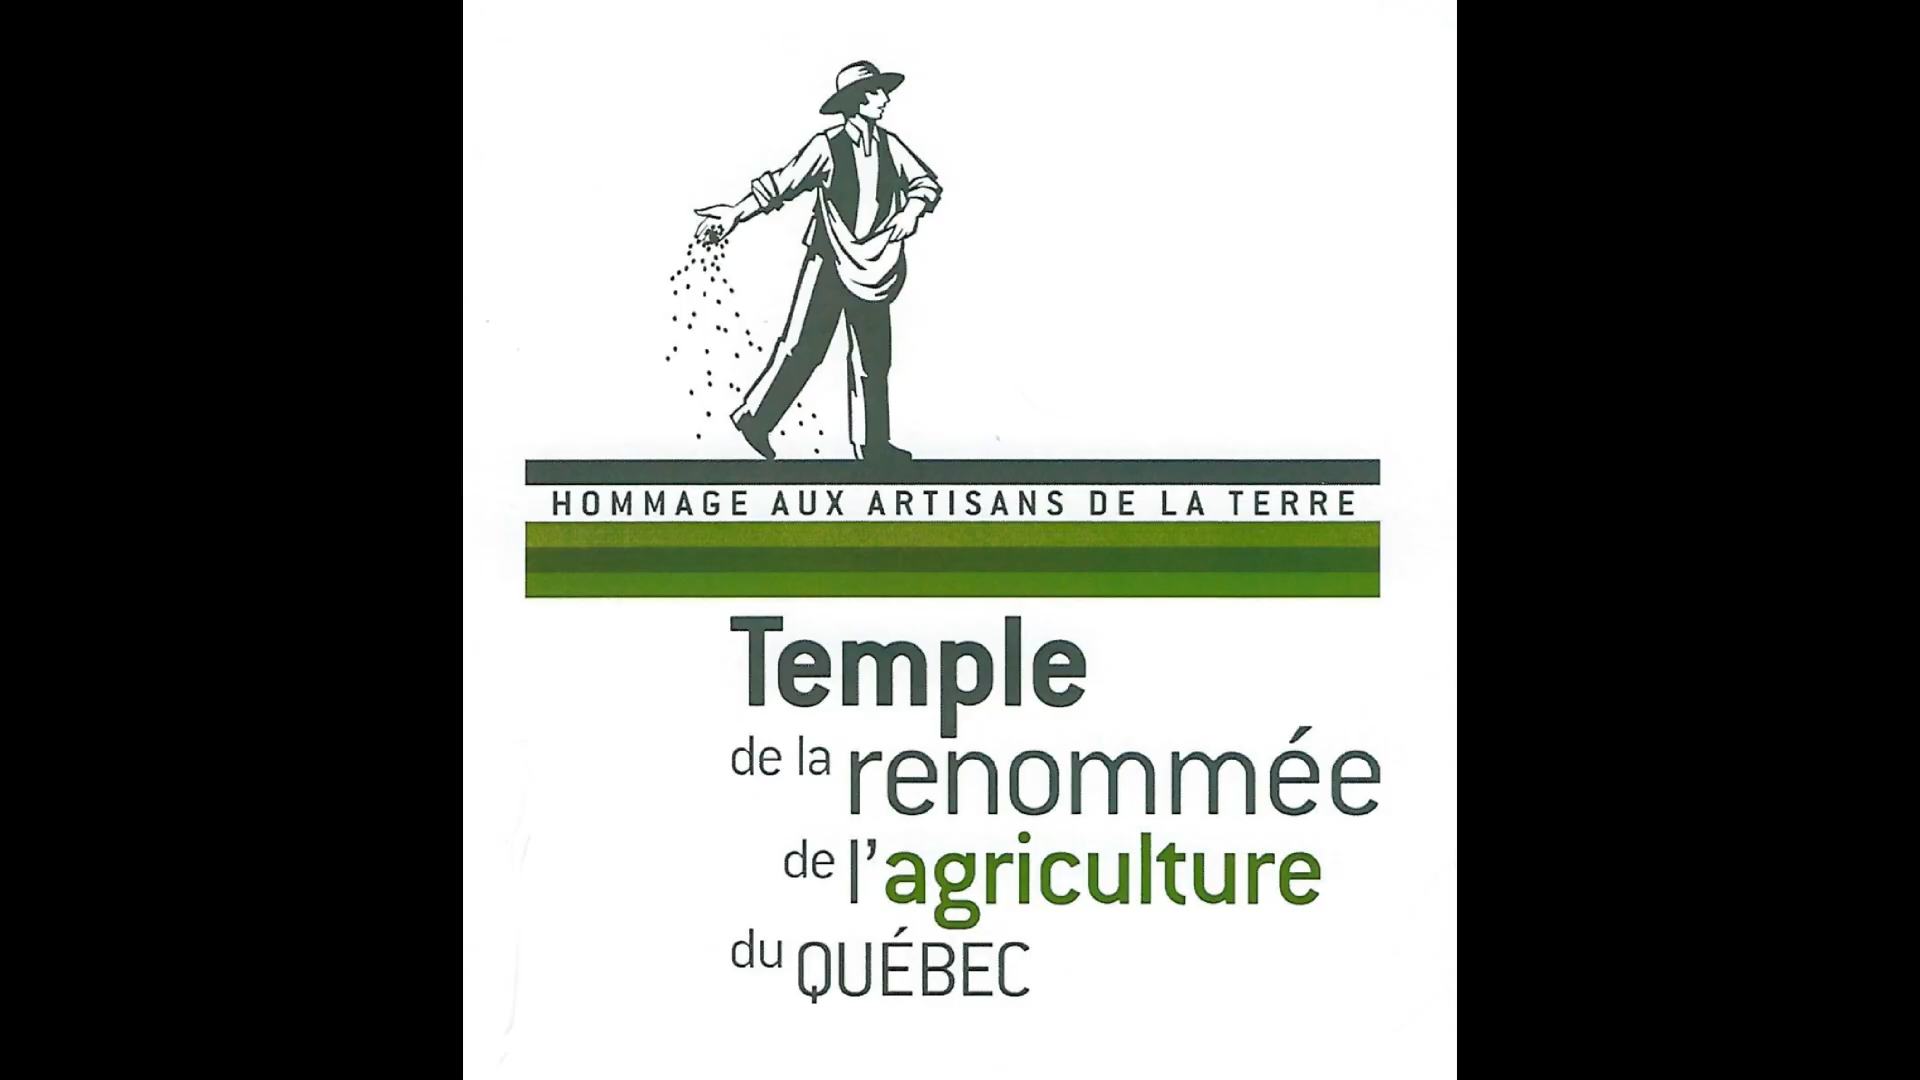 HOMMAGE AUX ARTISANS DE LA TERRE
Temple
de la renommée
de l'agriculture
du QUÉBEC